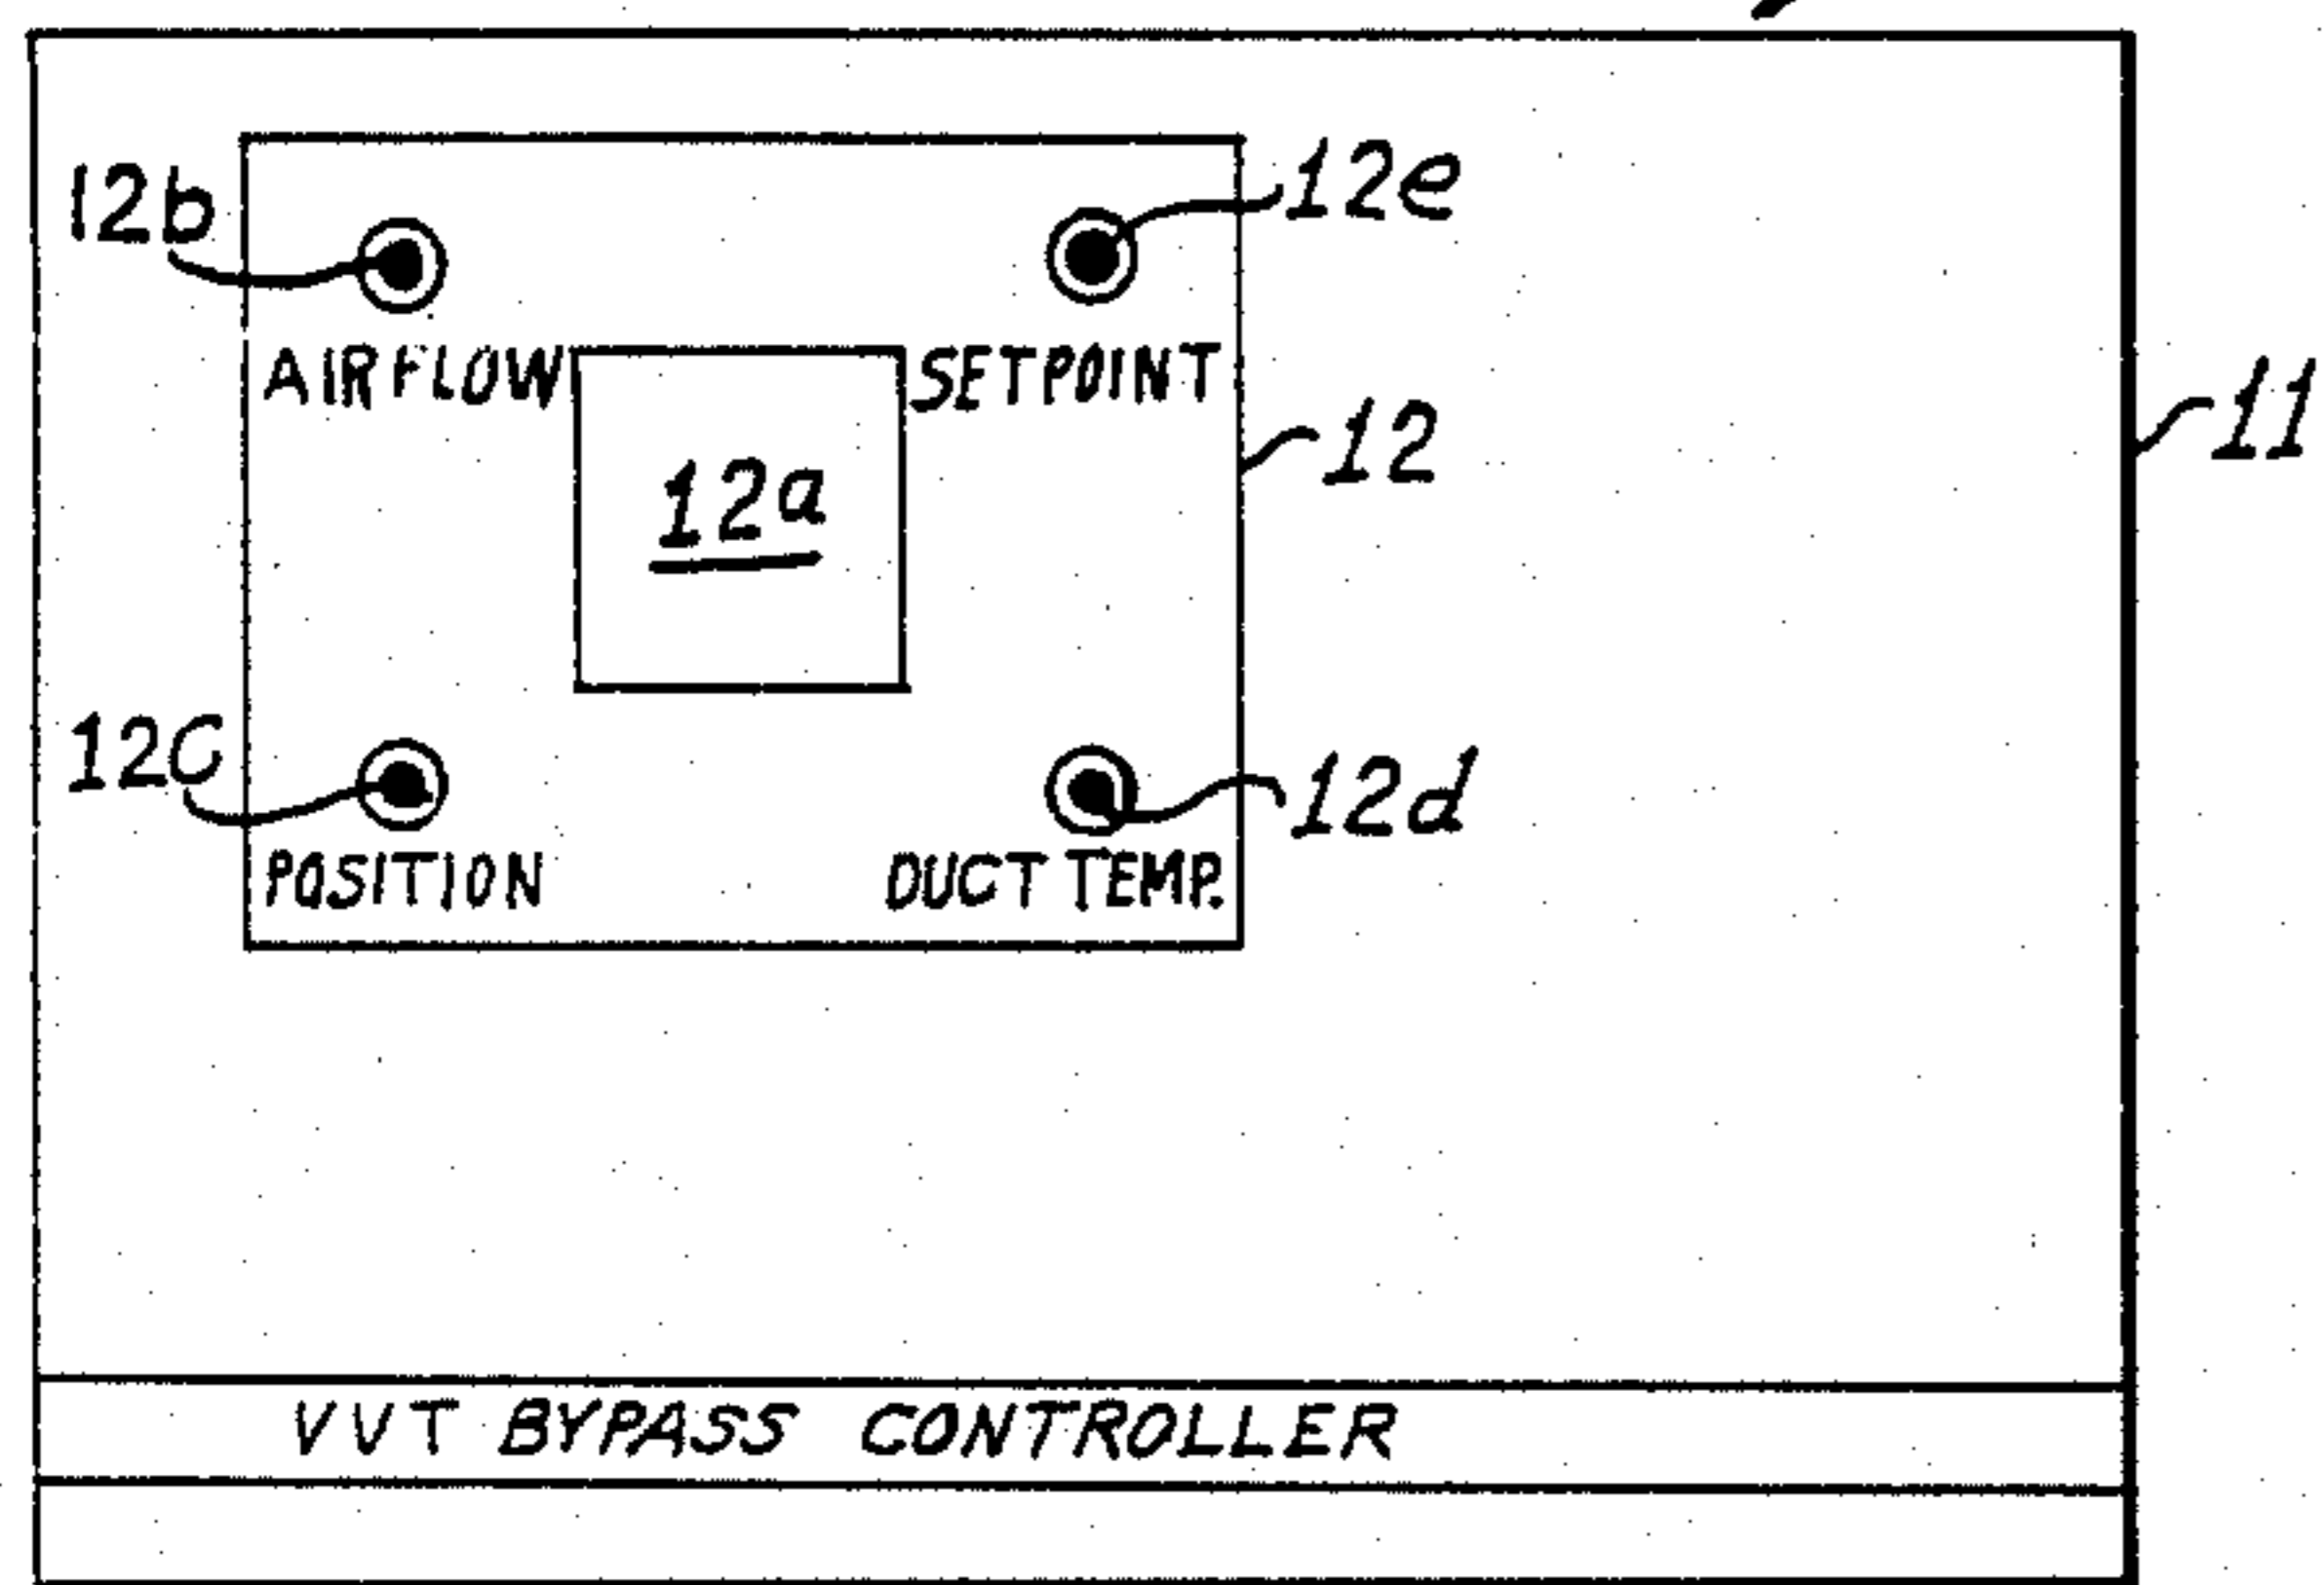 12b
12e
AIRFLOW
SETPOINT
12a
12
11
12c
12d
POSITION
DUCT TEMP.
VVT BYPASS CONTROLLER